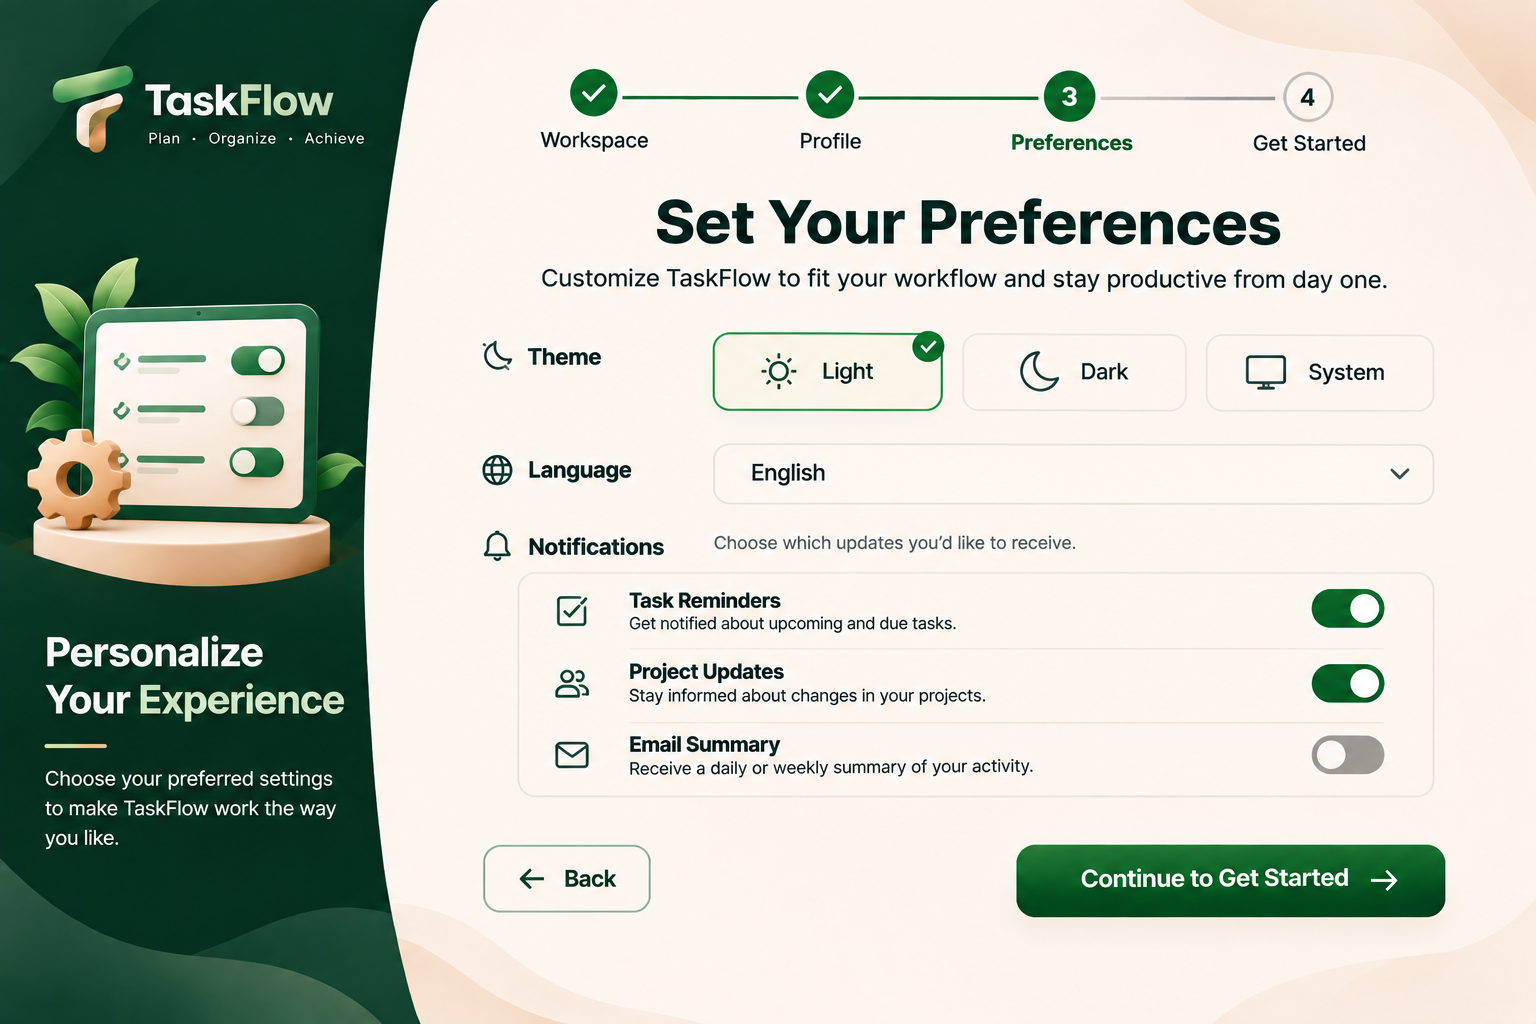 TaskFlow
Plan · Organize · Achieve
Personalize
Your Experience
Choose your preferred settings
to make TaskFlow work the way
you like.
Workspace
Profile
3
Preferences
4
Get Started
Set Your Preferences
Customize TaskFlow to fit your workflow and stay productive from day one.
Theme
Light
Dark
System
Language
English
Notifications
Choose which updates you’d like to receive.
Task Reminders
Get notified about upcoming and due tasks.
Project Updates
Stay informed about changes in your projects.
Email Summary
Receive a daily or weekly summary of your activity.
Back
Continue to Get Started